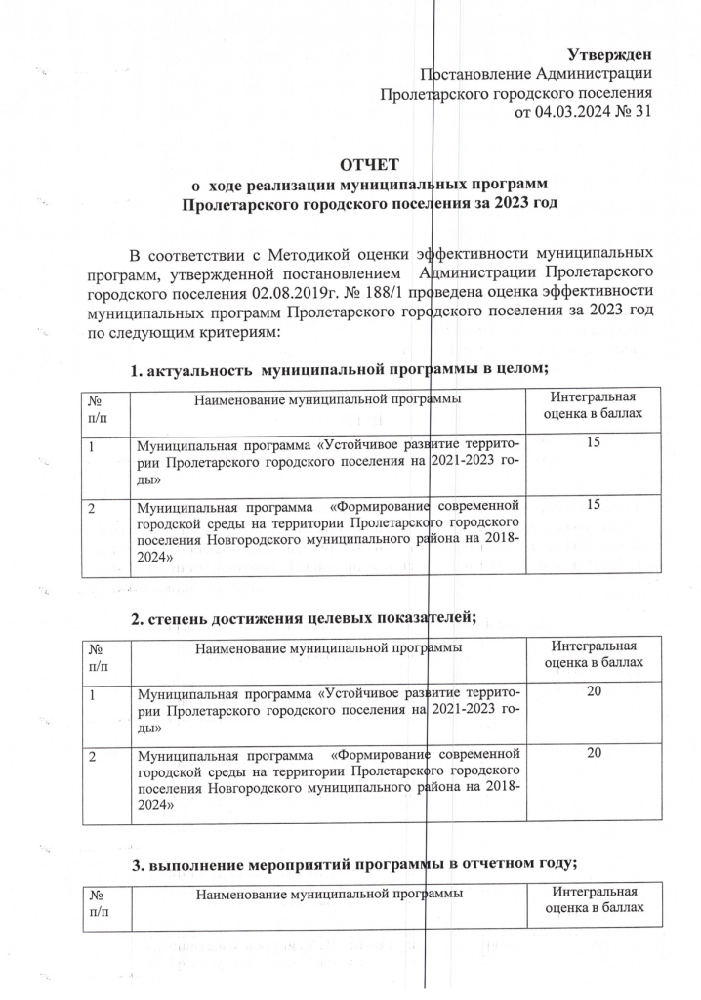 Утвержден
Постановление Администрации
Пролетарского городского поселения
от 04.03.2024 № 31
ОТЧЕТ
о ходе реализации муниципальных программ
Пролетарского городского поселения за 2023 год
В соответствии с Методикой оценки эффективности муниципальных
программ, утвержденной постановлением Администрации Пролетарского
городского поселения 02.08.2019г. № 188/1 проведена оценка эффективности
муниципальных программ Пролетарского городского поселения за 2023 год
по следующим критериям:
1. актуальность муниципальной программы в целом;
№ Наименование муниципальной программы Интегральная
п/п оценка в баллах
1 Муниципальная программа «Устойчивое развитие террито- 15
рии Пролетарского городского поселения на 2021-2023 го-
ды»
2 Муниципальная программа «Формирование современной 15
городской среды на территории Пролетарского городского
поселения Новгородского муниципального района на 2018-
2024»
2. степень достижения целевых показателей;
№ Наименование муниципальной программы Интегральная
п/п оценка в баллах
1 Муниципальная программа «Устойчивое развитие террито- 20
рии Пролетарского городского поселения на 2021-2023 го-
ды»
2 Муниципальная программа «Формирование современной 20
городской среды на территории Пролетарского городского
поселения Новгородского муниципального района на 2018-
2024»
3. выполнение мероприятий программы в отчетном году;
№ Наименование муниципальной программы Интегральная
п/п оценка в баллах